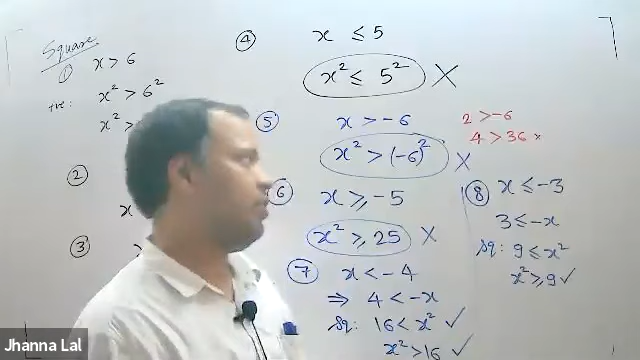 Square
① x > 6
+ve: x² > 6²
x² >
②
x
③
④ x ≤ 5
x² ≤ 5² ✗
⑤ x > -6
x² > (-6)² ✗
2 > -6
4 > 36 ×
⑥ x ≥ -5
x² ≥ 25 ✗
⑦ x < -4
⇒ 4 < -x
Sq: 16 < x² ✓
x² > 16 ✓
⑧ x ≤ -3
3 ≤ -x
Sq: 9 ≤ x²
x² ≥ 9 ✓
Jhanna Lal